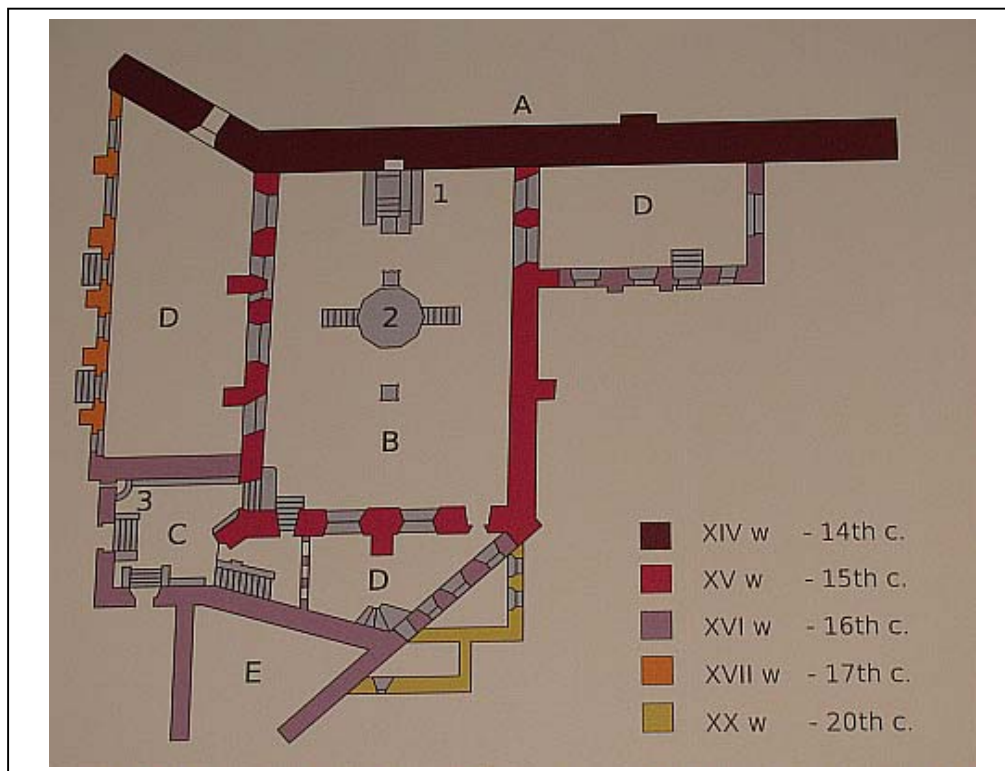 A
1
D
D
2
B
3
C
D
E
XIV w - 14th c.
XV w - 15th c.
XVI w - 16th c.
XVII w - 17th c.
XX w - 20th c.